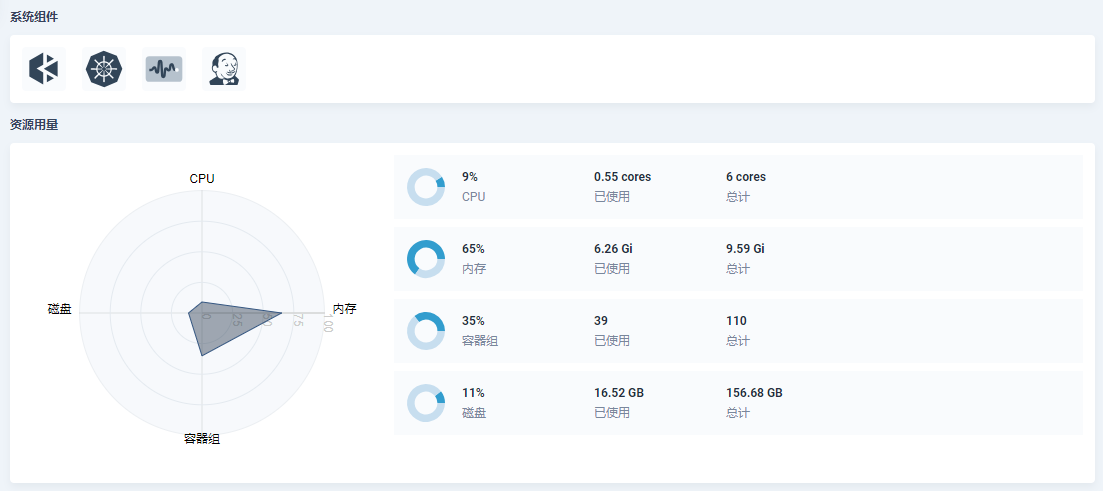 系统组件
资源用量
CPU
磁盘
内存
0 25 50 75 100
容器组
9% 0.55 cores 6 cores
CPU 已使用 总计
65% 6.26 Gi 9.59 Gi
内存 已使用 总计
35% 39 110
容器组 已使用 总计
11% 16.52 GB 156.68 GB
磁盘 已使用 总计